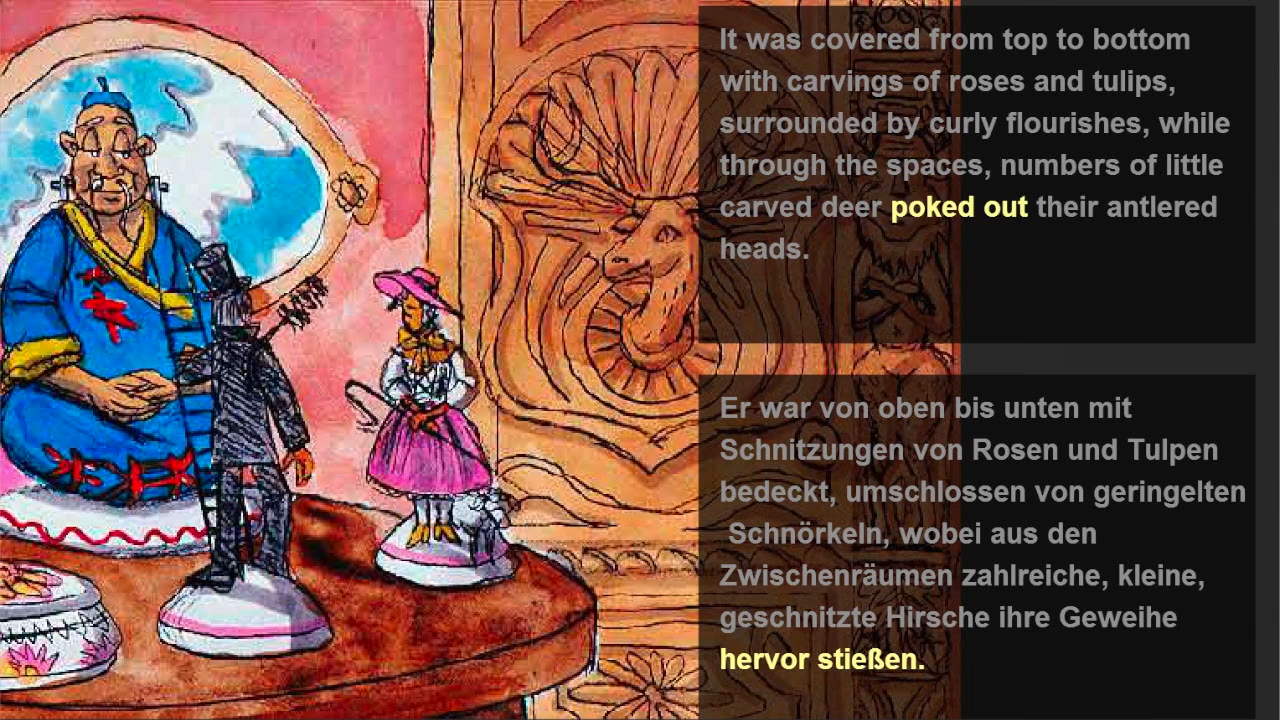 It was covered from top to bottom
with carvings of roses and tulips,
surrounded by curly flourishes, while
through the spaces, numbers of little
carved deer poked out their antlered
heads.
Er war von oben bis unten mit
Schnitzungen von Rosen und Tulpen
bedeckt, umschlossen von geringelten
Schnörkeln, wobei aus den
Zwischenräumen zahlreiche, kleine,
geschnitzte Hirsche ihre Geweihe
hervor stießen.